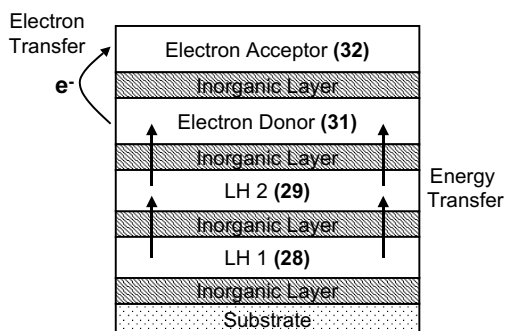 Electron
Transfer
e-
Electron Acceptor (32)
Inorganic Layer
Electron Donor (31)
Inorganic Layer
LH 2 (29)
Inorganic Layer
LH 1 (28)
Inorganic Layer
Substrate
Energy
Transfer